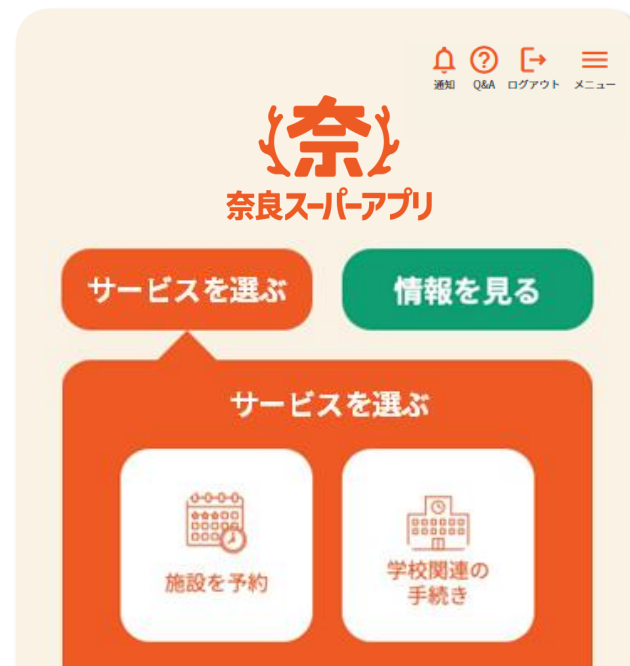 通知 Q&A ログアウト メニュー
奈
奈良スーパーアプリ
サービスを選ぶ 情報を見る
サービスを選ぶ
施設を予約 学校関連の
手続き